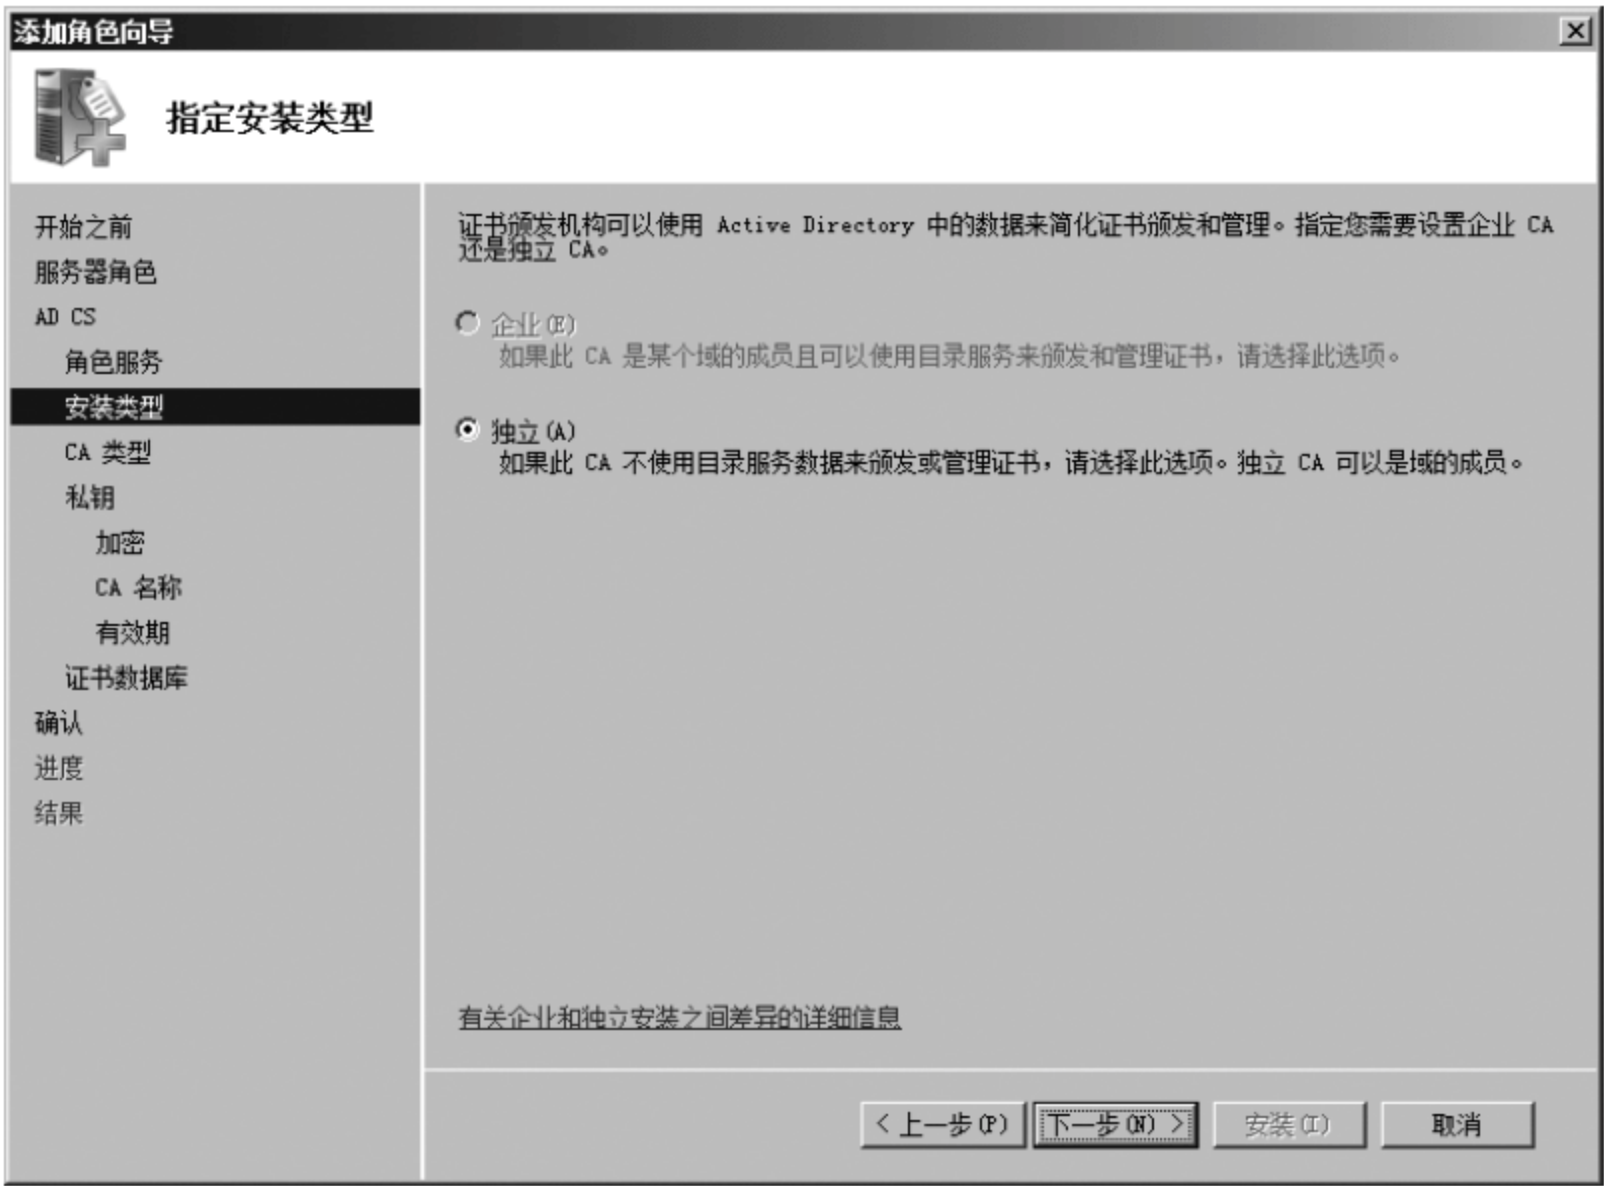 添加角色向导
指定安装类型
开始之前
服务器角色
AD CS
角色服务
安装类型
CA 类型
私钥
加密
CA 名称
有效期
证书数据库
确认
进度
结果
证书颁发机构可以使用 Active Directory 中的数据来简化证书颁发和管理。指定您需要设置企业 CA
还是独立 CA。
企业(E)
如果此 CA 是某个域的成员且可以使用目录服务来颁发和管理证书，请选择此选项。
独立(A)
如果此 CA 不使用目录服务数据来颁发或管理证书，请选择此选项。独立 CA 可以是域的成员。
有关企业和独立安装之间差异的详细信息
< 上一步(P) 下一步(N) > 安装(I) 取消